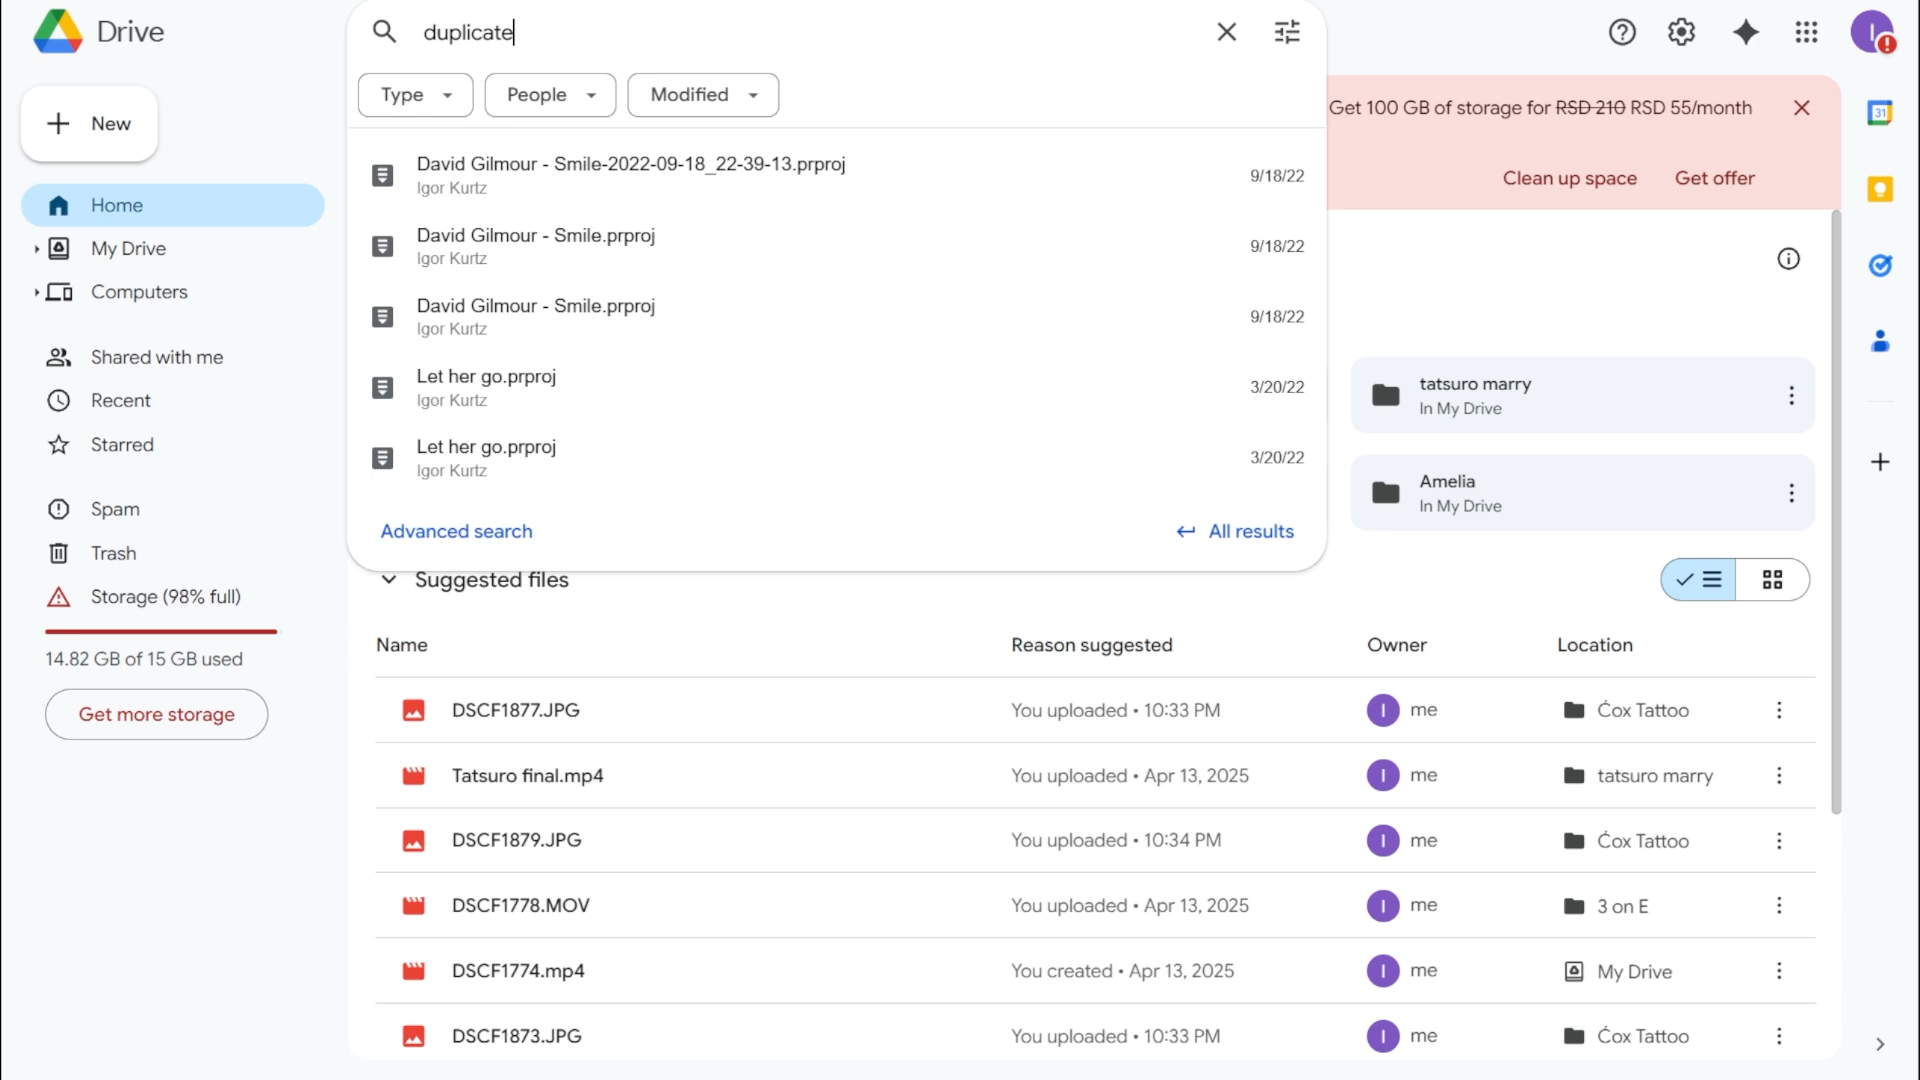 Drive
duplicate
Type
People
Modified
Get 100 GB of storage for RSD 210 RSD 55/month
Clean up space
Get offer
New
Home
My Drive
Computers
Shared with me
Recent
Starred
Spam
Trash
Storage (98% full)
14.82 GB of 15 GB used
Get more storage
David Gilmour - Smile-2022-09-18_22-39-13.prproj
Igor Kurtz
9/18/22
David Gilmour - Smile.prproj
Igor Kurtz
9/18/22
David Gilmour - Smile.prproj
Igor Kurtz
9/18/22
Let her go.prproj
Igor Kurtz
3/20/22
Let her go.prproj
Igor Kurtz
3/20/22
Advanced search
All results
tatsuro marry
In My Drive
Amelia
In My Drive
Suggested files
Name Reason suggested Owner Location
DSCF1877.JPG You uploaded • 10:33 PM I me Ćox Tattoo
Tatsuro final.mp4 You uploaded • Apr 13, 2025 I me tatsuro marry
DSCF1879.JPG You uploaded • 10:34 PM I me Ćox Tattoo
DSCF1778.MOV You uploaded • Apr 13, 2025 I me 3 on E
DSCF1774.mp4 You created • Apr 13, 2025 I me My Drive
DSCF1873.JPG You uploaded • 10:33 PM I me Ćox Tattoo
I
31